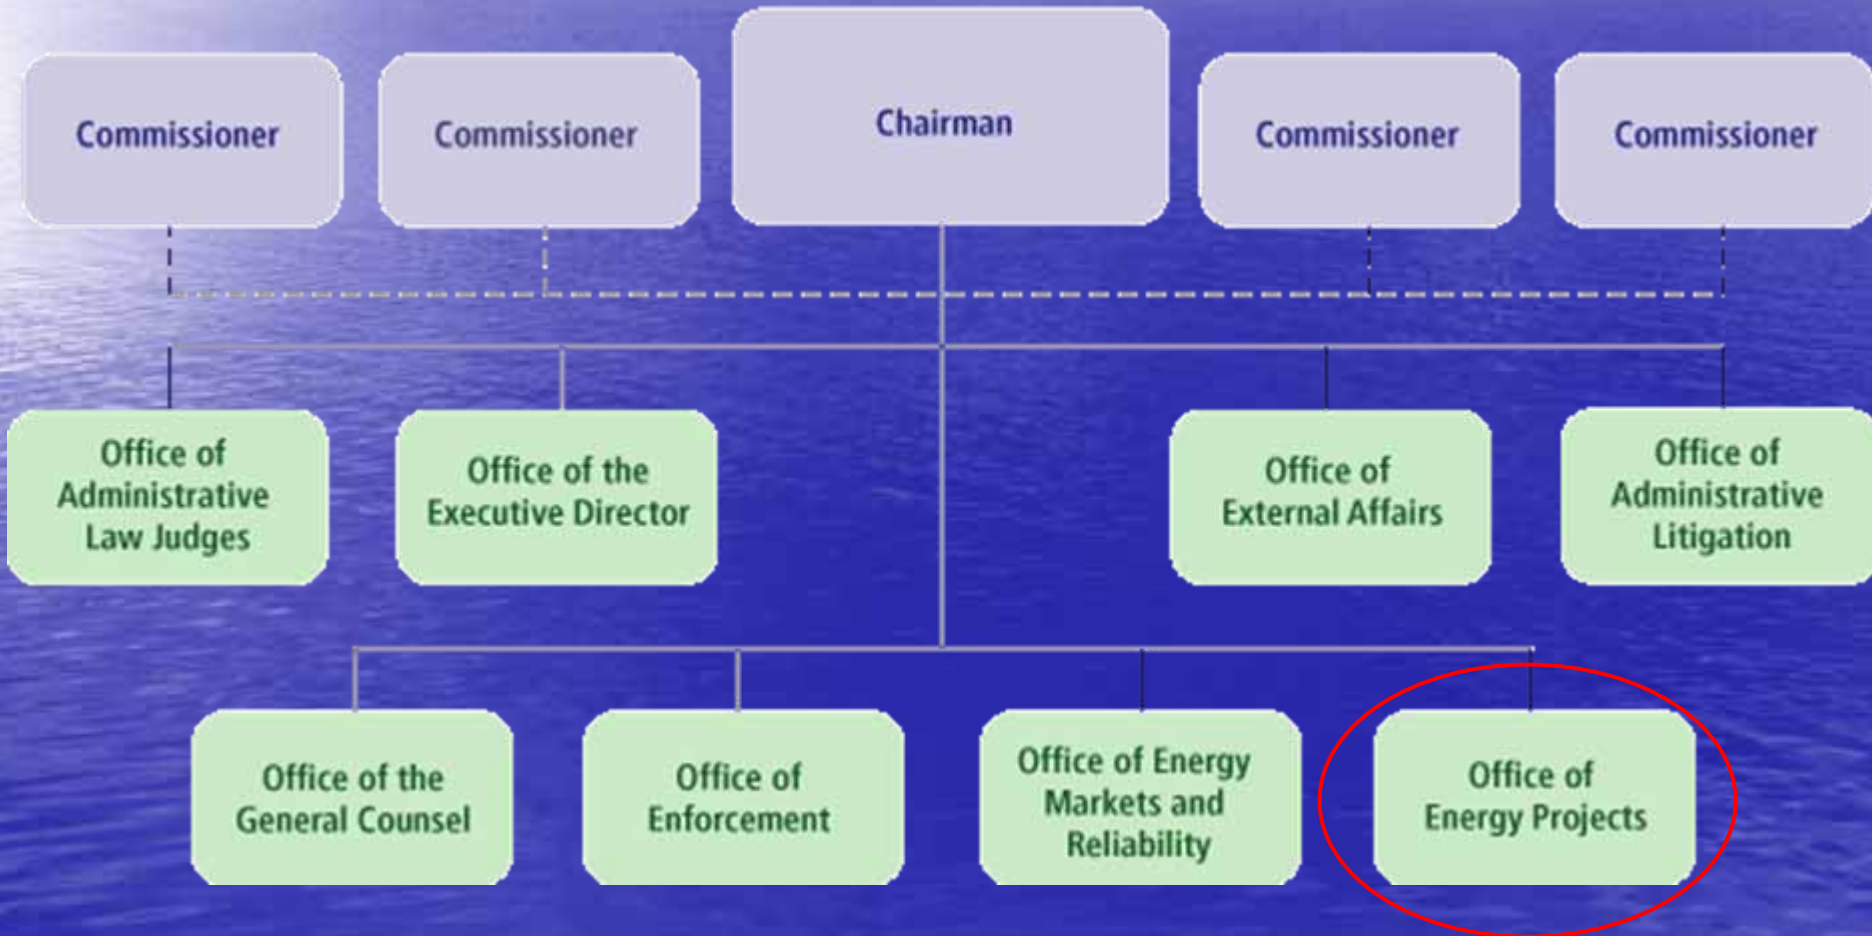 Commissioner
Commissioner
Chairman
Commissioner
Commissioner
Office of
Administrative
Law Judges
Office of the
Executive Director
Office of
External Affairs
Office of
Administrative
Litigation
Office of the
General Counsel
Office of
Enforcement
Office of Energy
Markets and
Reliability
Office of
Energy Projects